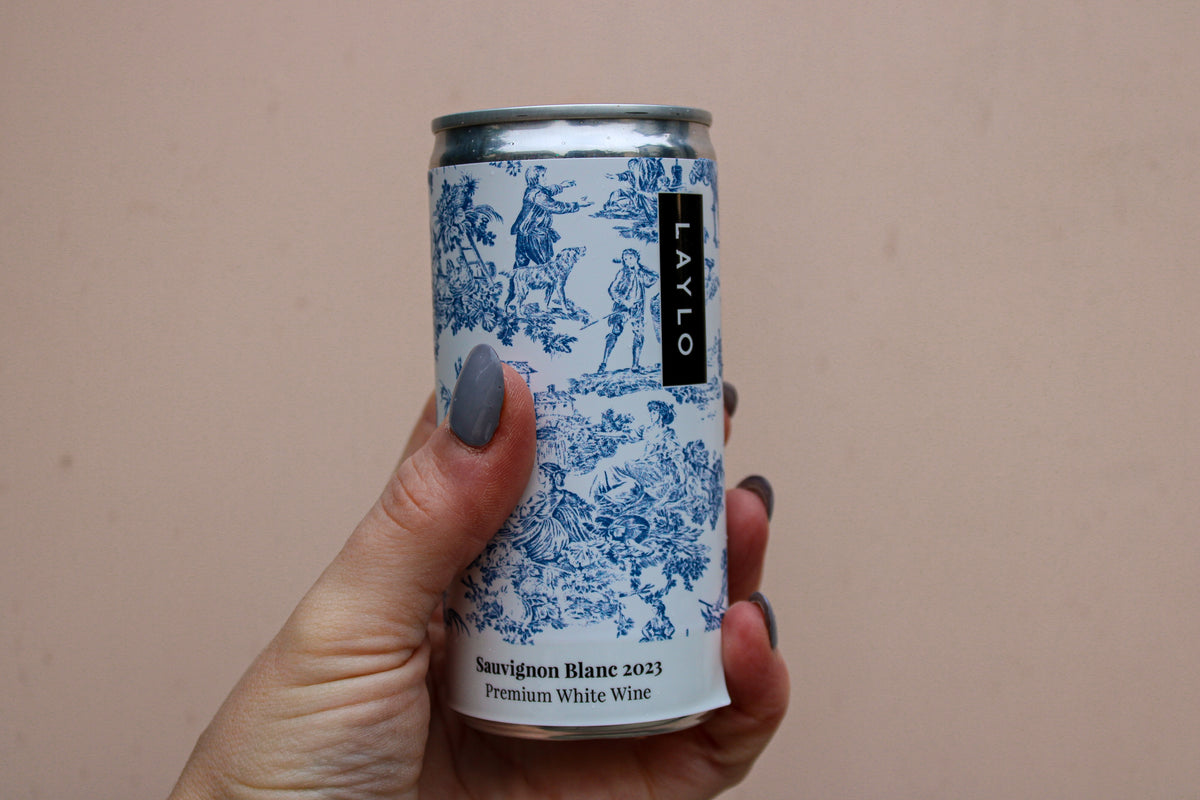 LAYLO
Sauvignon Blanc 2023
Premium White Wine